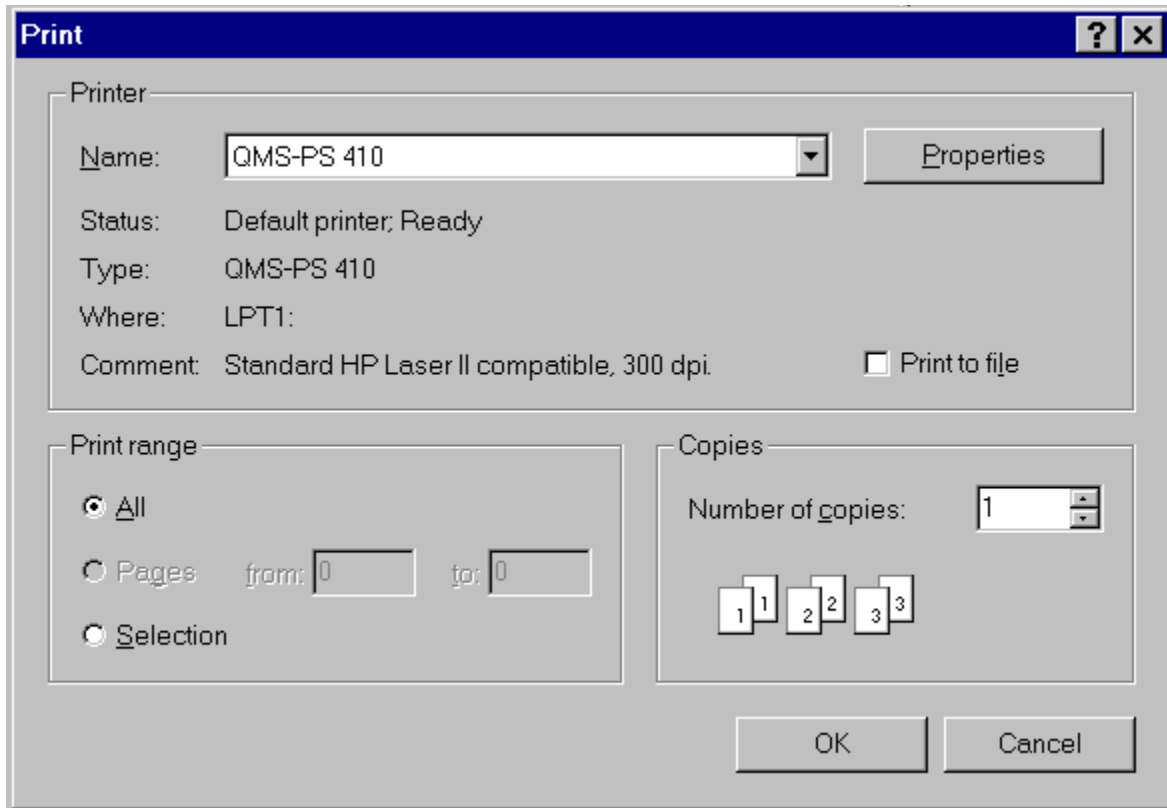 Print
Printer
Name: QMS-PS 410 Properties
Status: Default printer; Ready
Type: QMS-PS 410
Where: LPT1:
Comment: Standard HP Laser II compatible, 300 dpi. Print to file
Print range
All
Pages from: 0 to: 0
Selection
Copies
Number of copies: 1
1 1 2 2 3 3
OK Cancel